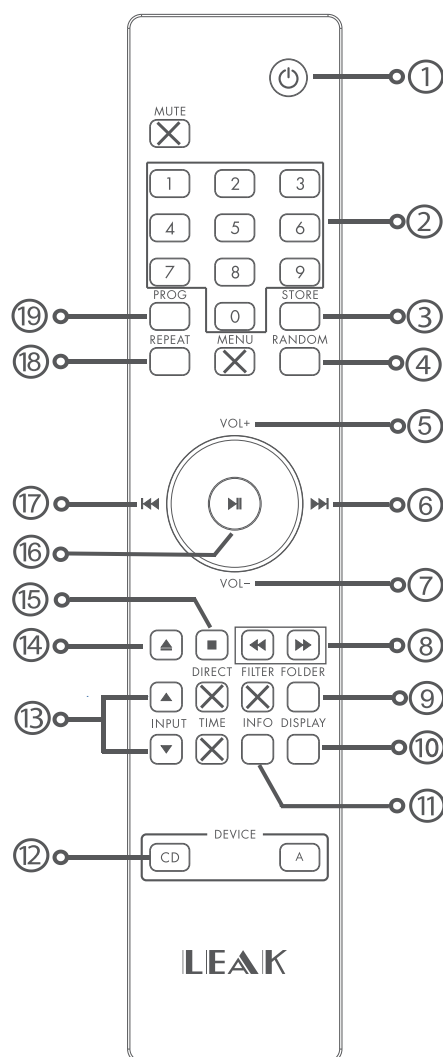 ①
MUTE
1 2 3
②
4 5 6
7 8 9
PROG STORE
⑲ 0 ③
REPEAT MENU RANDOM
⑱ ④
VOL+ ⑤
⑰ ⑥
⑯
VOL- ⑦
⑮
⑭ ⑧
DIRECT FILTER FOLDER
⑨
⑬ INPUT TIME INFO DISPLAY
⑩
⑪
DEVICE
⑫ CD A
LEAK